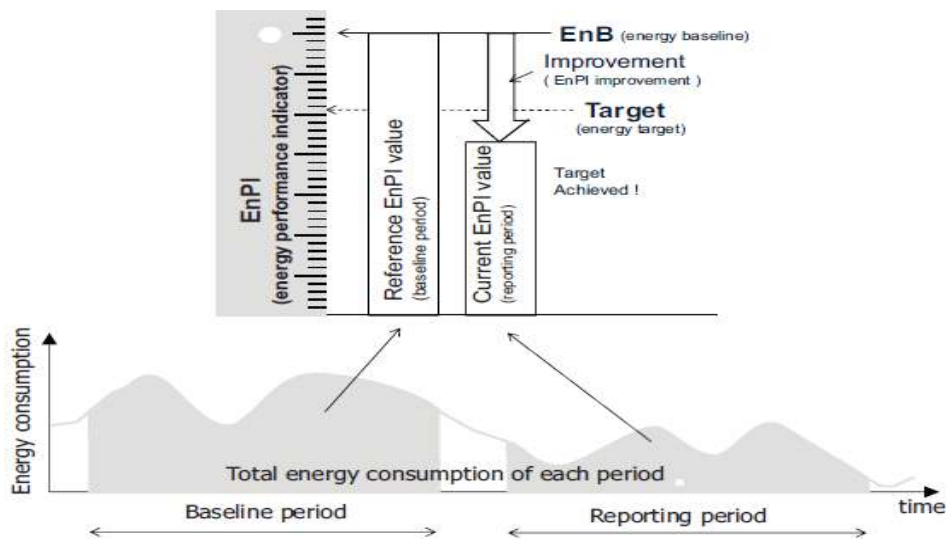 EnB (energy baseline)
Improvement
( EnPI improvement )
Target
(energy target)
Target
Achieved !
EnPI
(energy performance indicator)
Reference EnPI value
(baseline period)
Current EnPI value
(reporting period)
Energy consumption
Total energy consumption of each period
time
Baseline period
Reporting period